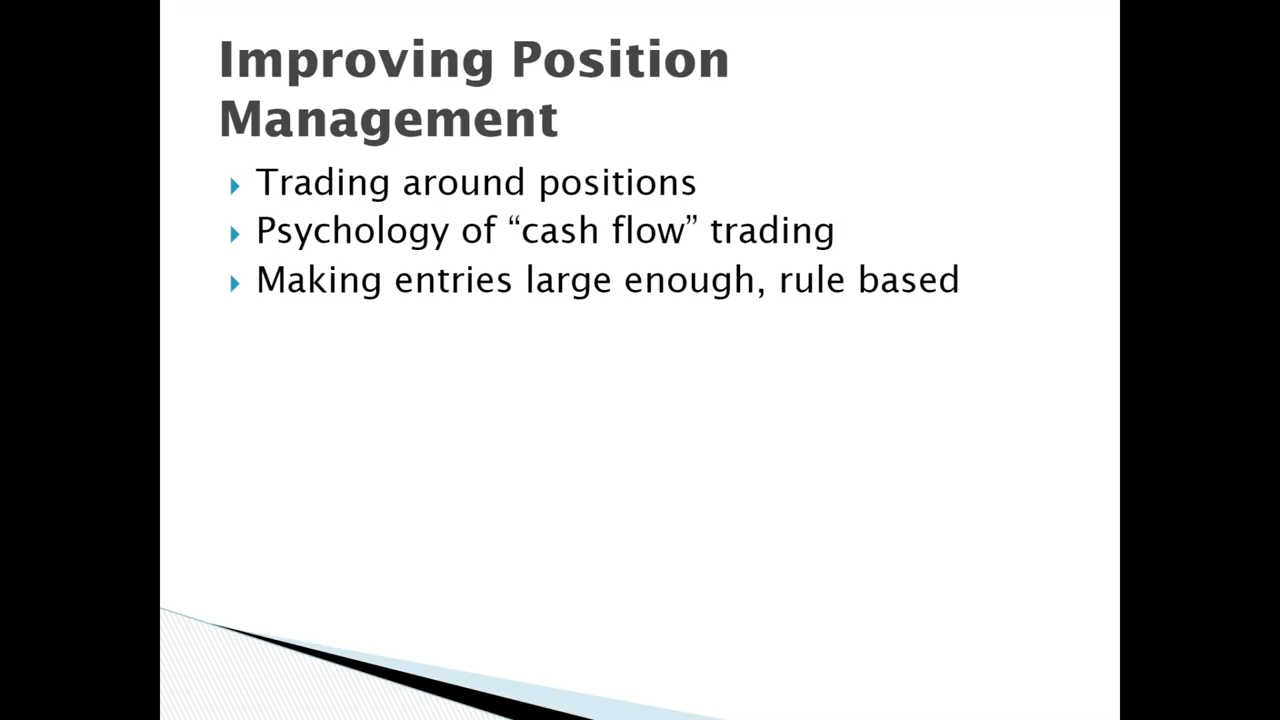 Improving Position
Management
Trading around positions
Psychology of “cash flow” trading
Making entries large enough, rule based